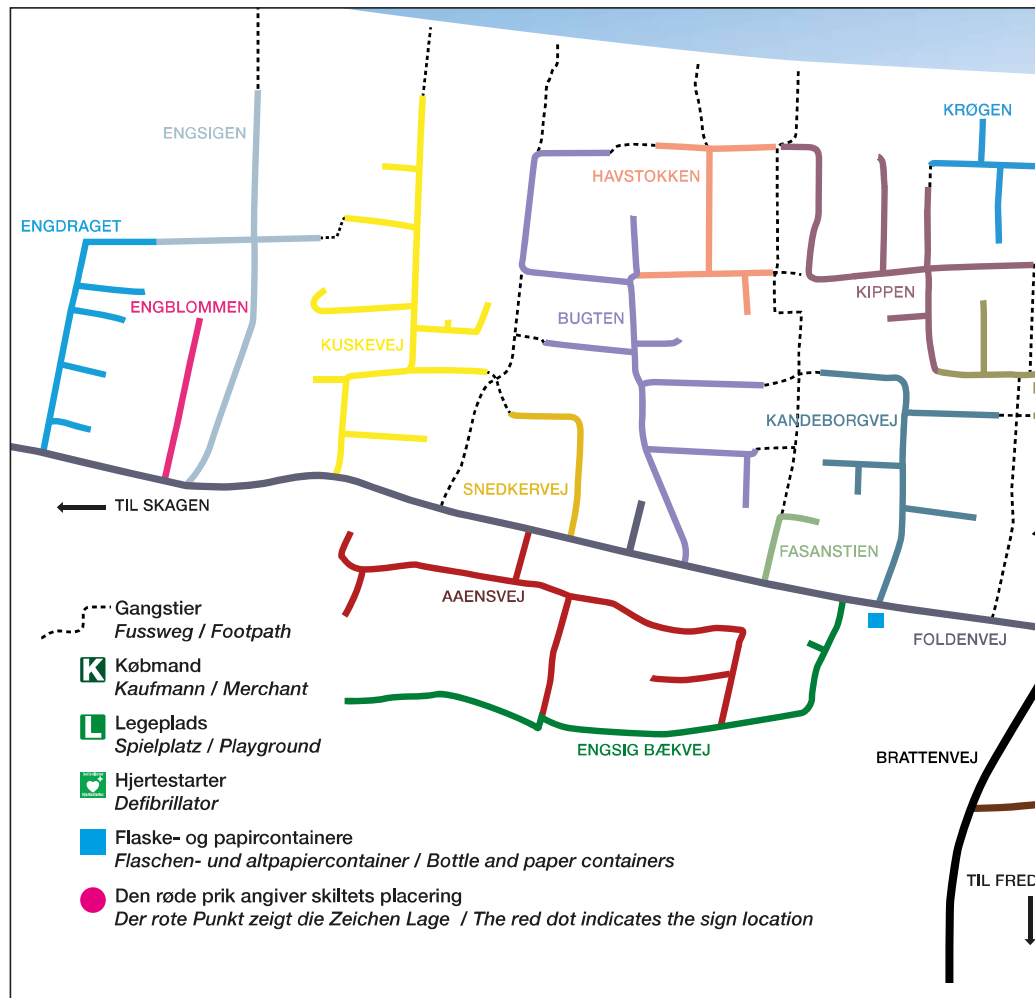 KRØGEN
ENGSIGEN
HAVSTOKKEN
ENGDRAGET
KIPPEN
ENGBLOMMEN
BUGTEN
KUSKEVEJ
KANDEBORGVEJ
SNEDKERVEJ
TIL SKAGEN
FASANSTIEN
AAENSVEJ
FOLDENVEJ
Gangstier
Fussweg / Footpath
K Købmand
Kaufmann / Merchant
L Legeplads
Spielplatz / Playground
ENGSIG BÆKVEJ
BRATTENVEJ
Hjertestarter
Defibrillator
Flaske- og papircontainere
Flaschen- und altpapiercontainer / Bottle and paper containers
TIL FRED
Den røde prik angiver skiltets placering
Der rote Punkt zeigt die Zeichen Lage / The red dot indicates the sign location